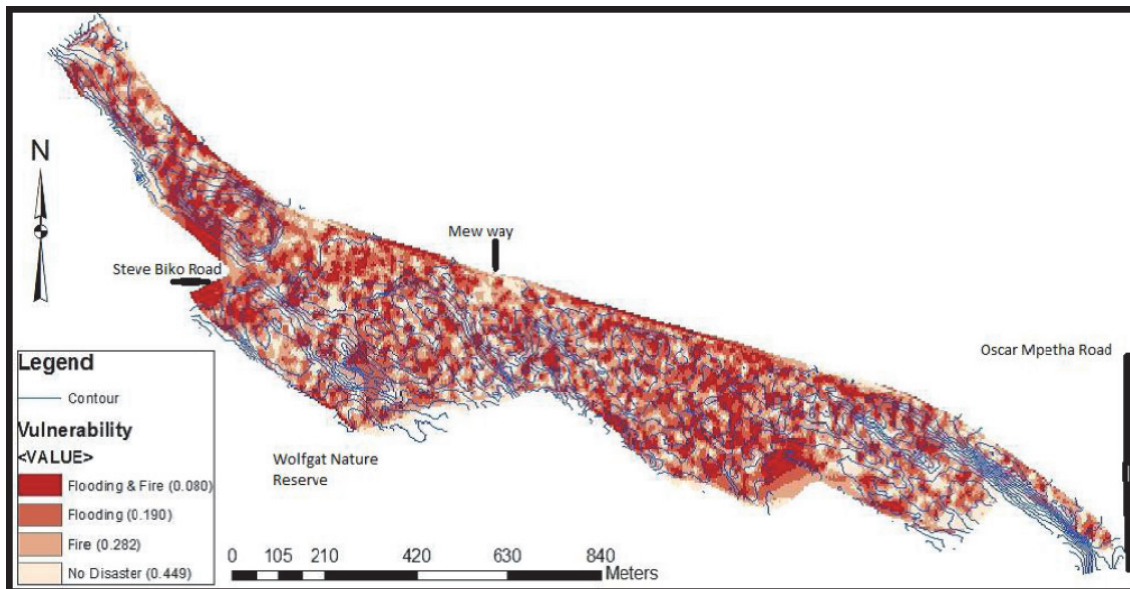 N
Mew way
Steve Biko Road
Oscar Mpetha Road
Wolfgat Nature
Reserve
Legend
Contour
Vulnerability
<VALUE>
Flooding & Fire (0.080)
Flooding (0.190)
Fire (0.282)
No Disaster (0.449)
0 105 210 420 630 840
Meters